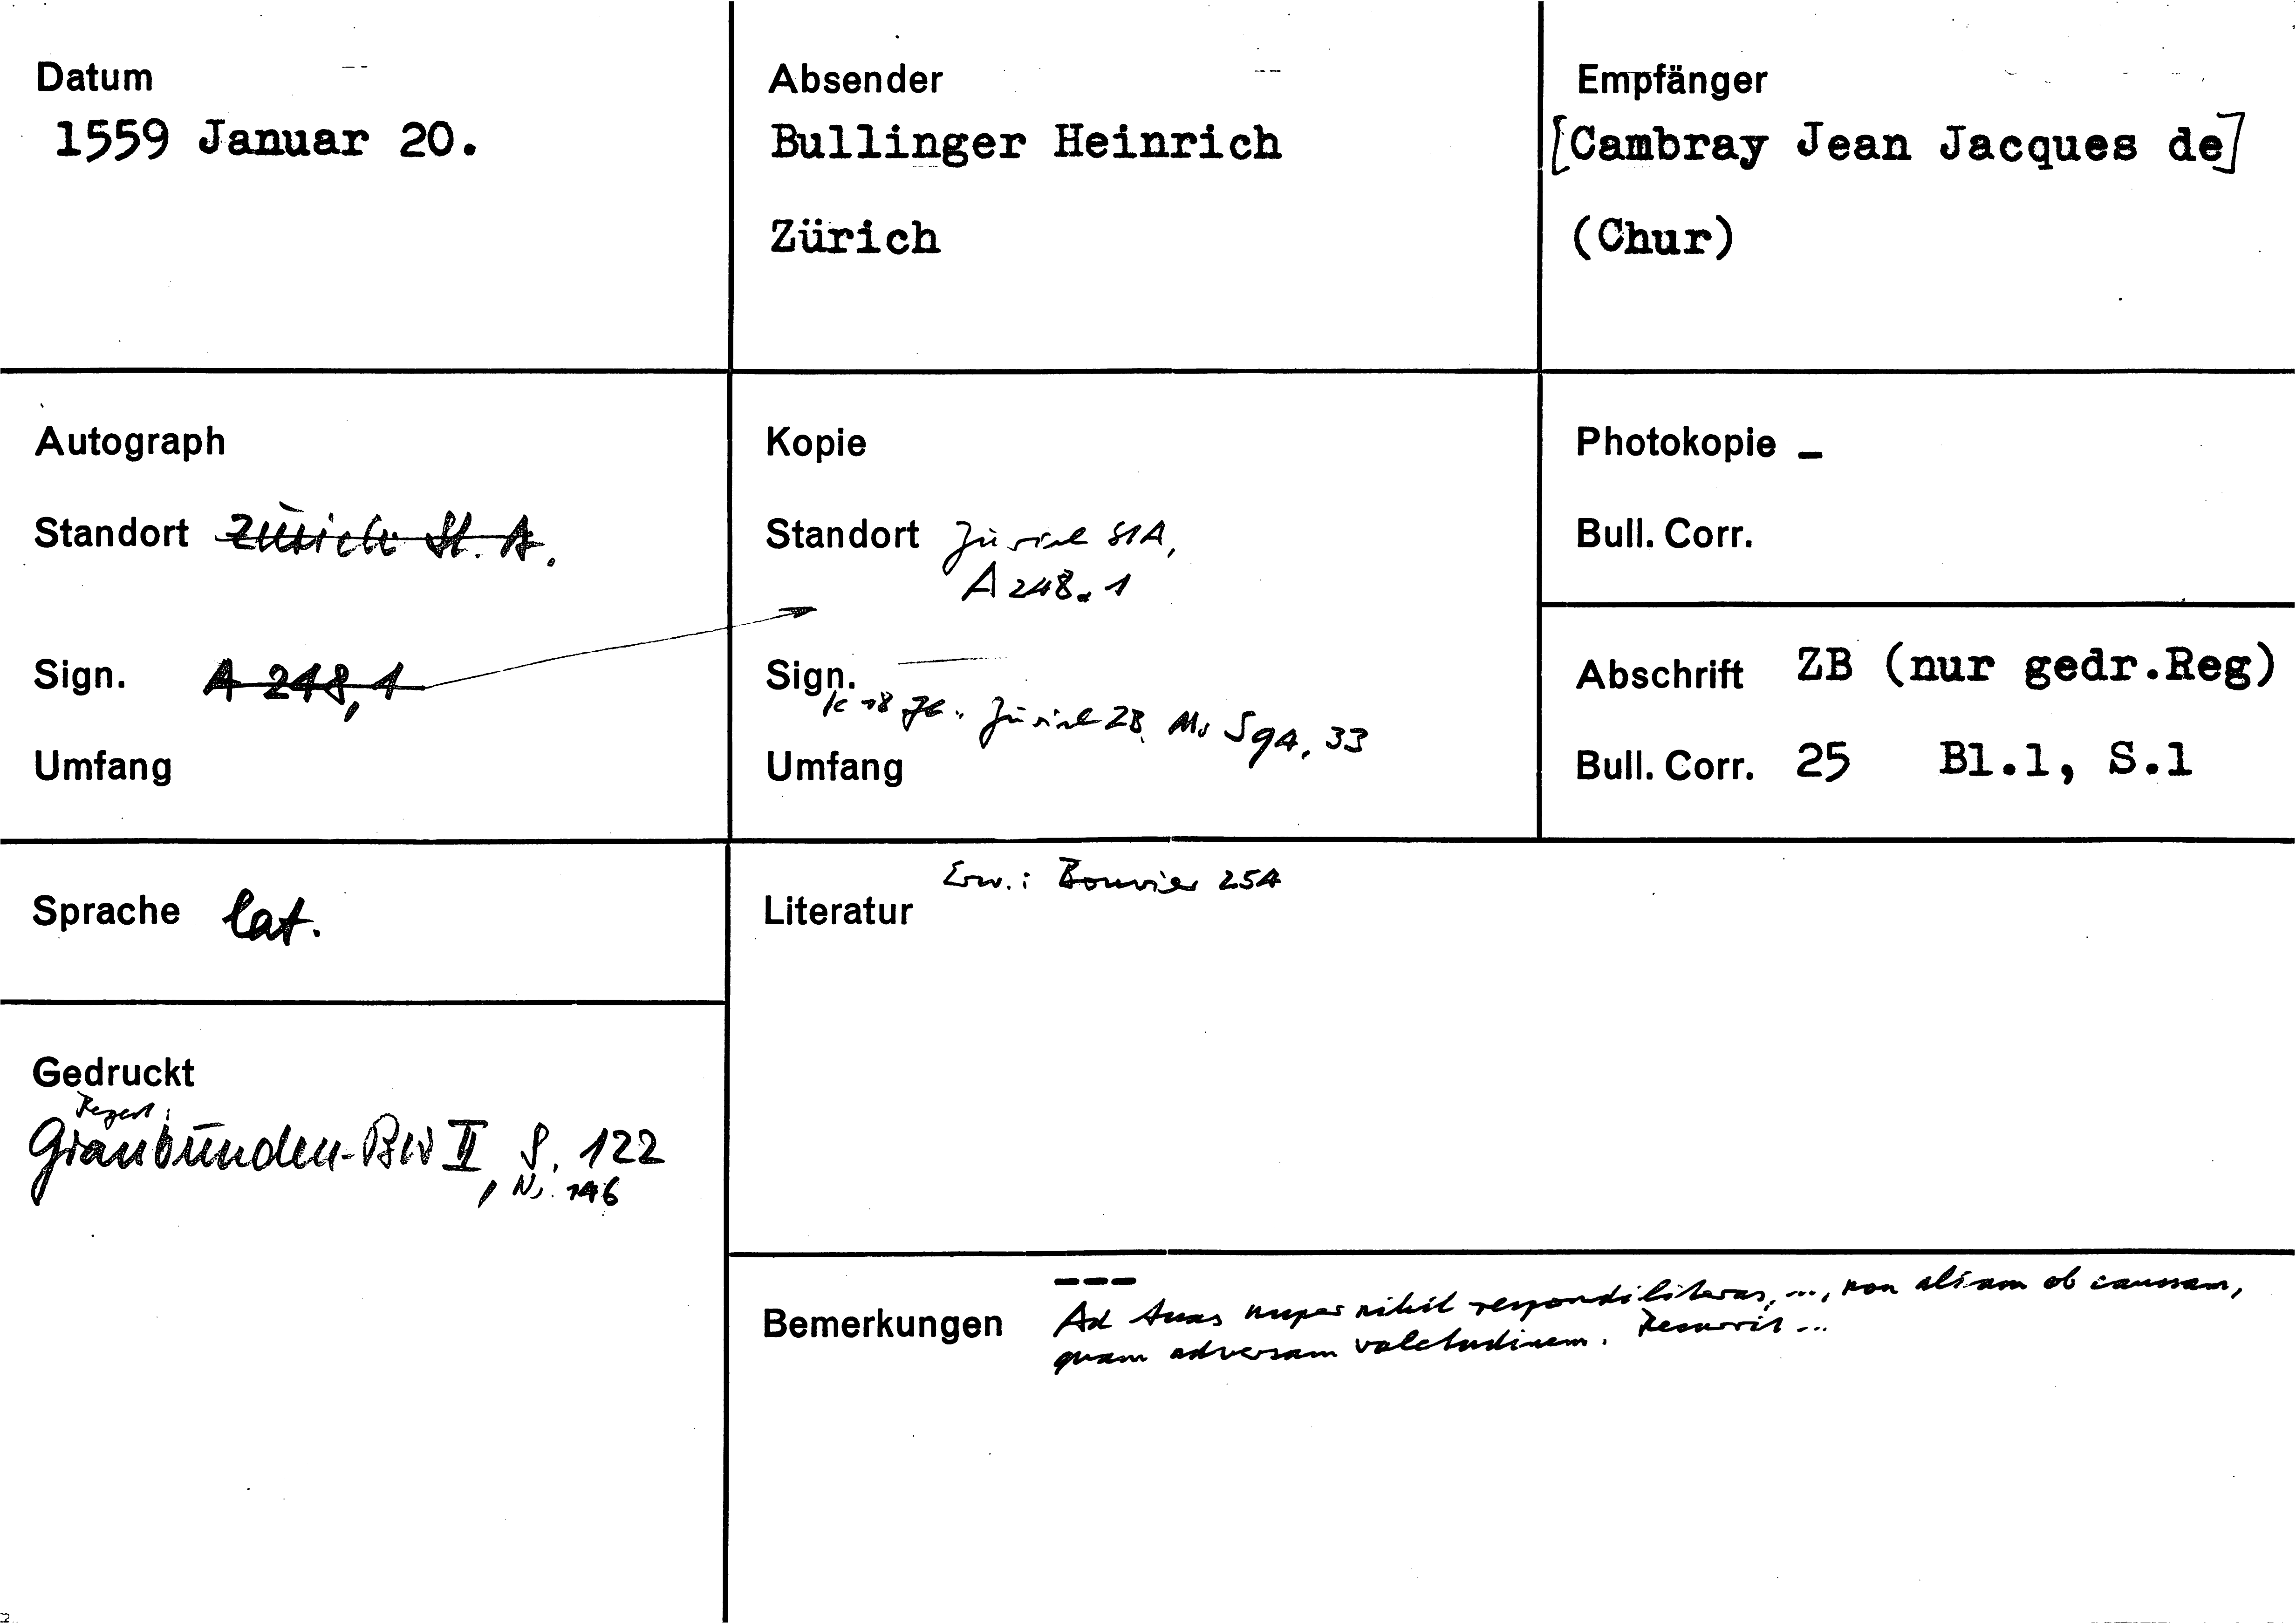 Datum
1559 Januar 20.
Absender
Bullinger Heinrich
Zürich
Empfänger
[Cambray Jean Jacques de]
(Chur)
Autograph
Standort Zürich St. A.
Sign. A 248,1
Umfang
Kopie
Standort Zürich StA,
A 248.1
Sign.
K 18 Jh. Zürich ZB Ms S 94, 33
Umfang
Photokopie –
Bull. Corr.
Abschrift ZB (nur gedr.Reg)
Bull. Corr. 25 Bl.1, S.1
Sprache lat.
Erw.: Bouvier 254
Literatur
Gedruckt
Regest:
Graubünden-BW II, S. 122
Nr. 146
Bemerkungen
---
Ad tuas nuper nihil respondi literas, ..., non aliam ob caussam,
quam adversam valetudinem. ...